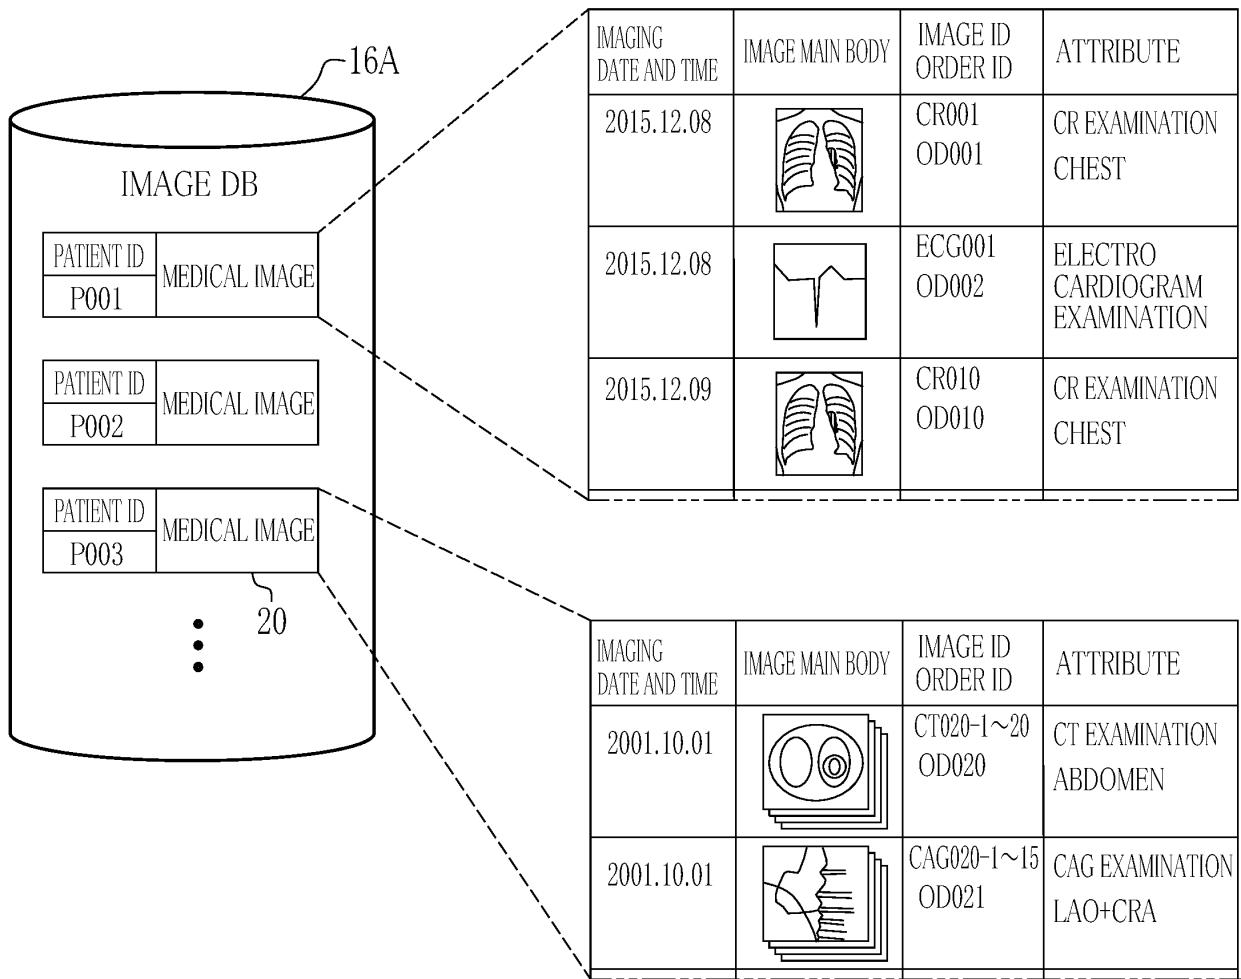 16A
IMAGE DB
PATIENT ID
P001
MEDICAL IMAGE
PATIENT ID
P002
MEDICAL IMAGE
PATIENT ID
P003
MEDICAL IMAGE
20
IMAGING
DATE AND TIME
IMAGE MAIN BODY
IMAGE ID
ORDER ID
ATTRIBUTE
2015.12.08
CR001
OD001
CR EXAMINATION
CHEST
2015.12.08
ECG001
OD002
ELECTRO
CARDIOGRAM
EXAMINATION
2015.12.09
CR010
OD010
CR EXAMINATION
CHEST
IMAGING
DATE AND TIME
IMAGE MAIN BODY
IMAGE ID
ORDER ID
ATTRIBUTE
2001.10.01
CT020-1～20
OD020
CT EXAMINATION
ABDOMEN
2001.10.01
CAG020-1～15
OD021
CAG EXAMINATION
LAO+CRA